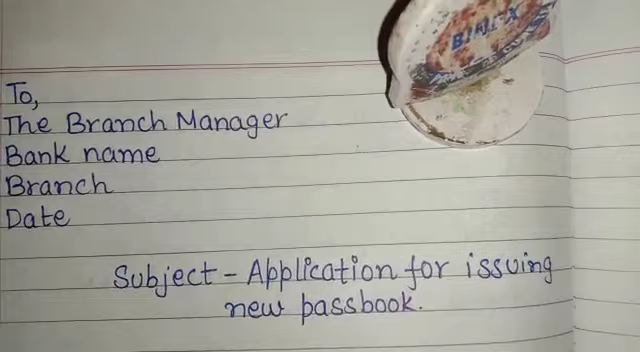 To,
The Branch Manager
Bank name
Branch
Date
Subject - Application for issuing
new passbook.